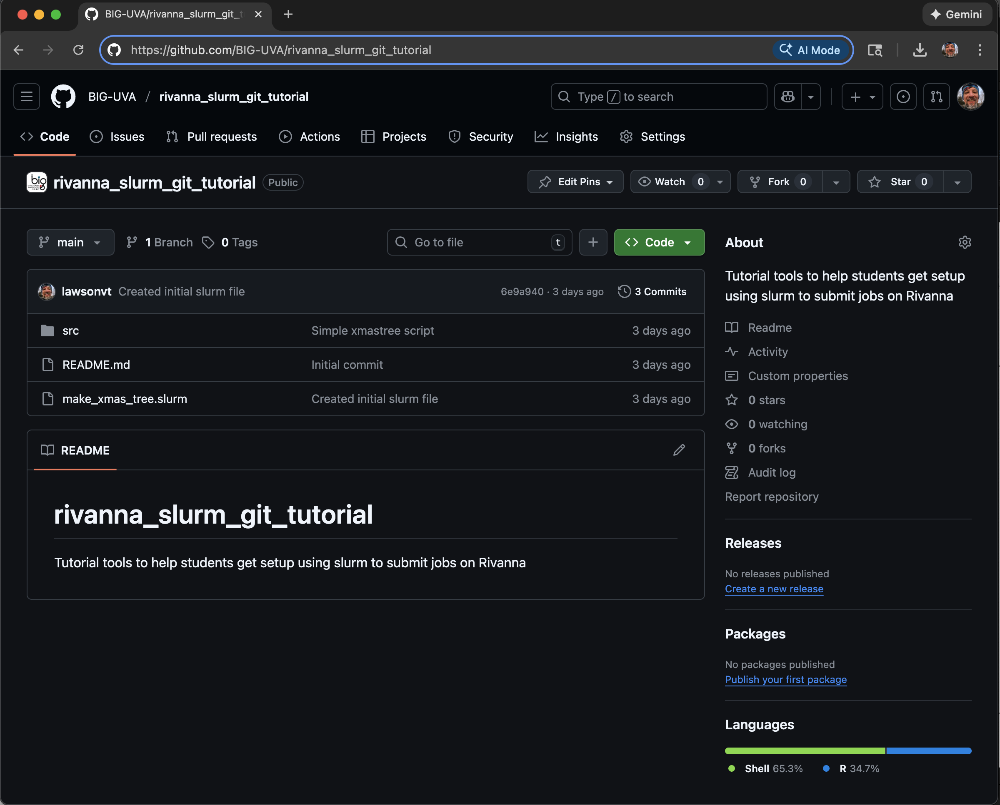 BIG-UVA/rivanna_slurm_git_t
Gemini
https://github.com/BIG-UVA/rivanna_slurm_git_tutorial
AI Mode
BIG-UVA / rivanna_slurm_git_tutorial
Type / to search
Code Issues Pull requests Actions Projects Security Insights Settings
big
rivanna_slurm_git_tutorial Public
Edit Pins Watch 0 Fork 0 Star 0
main 1 Branch 0 Tags Go to file t Code
lawsonvt Created initial slurm file 6e9a940 · 3 days ago 3 Commits
src Simple xmastree script 3 days ago
README.md Initial commit 3 days ago
make_xmas_tree.slurm Created initial slurm file 3 days ago
README
rivanna_slurm_git_tutorial
Tutorial tools to help students get setup using slurm to submit jobs on Rivanna
About
Tutorial tools to help students get setup
using slurm to submit jobs on Rivanna
Readme
Activity
Custom properties
0 stars
0 watching
0 forks
Audit log
Report repository
Releases
No releases published
Create a new release
Packages
No packages published
Publish your first package
Languages
Shell 65.3% R 34.7%